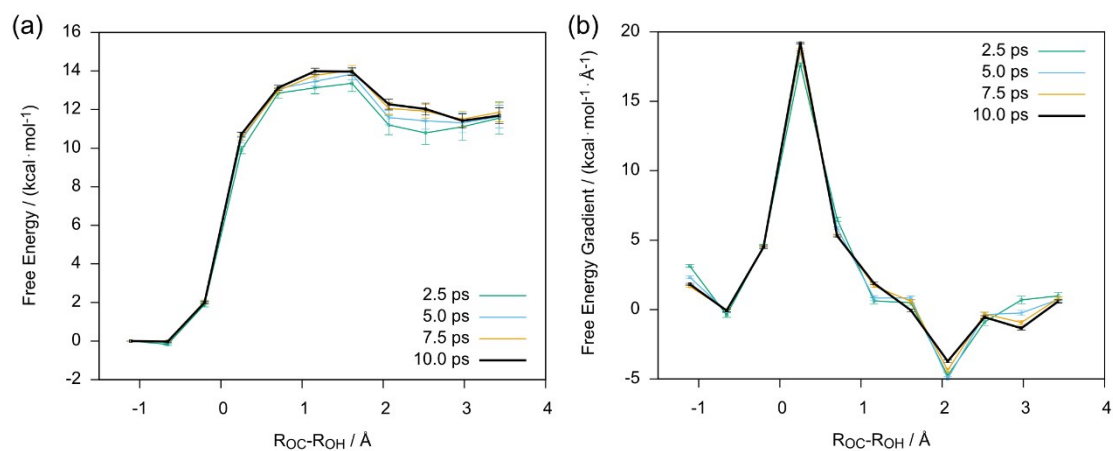 (a)
16
14
12
10
8
6
4
2
0
-2
Free Energy / (kcal·mol⁻¹)
2.5 ps
5.0 ps
7.5 ps
10.0 ps
-1
0
1
2
3
4
R_OC-R_OH / Å
(b)
20
15
10
5
0
-5
Free Energy Gradient / (kcal·mol⁻¹·Å⁻¹)
2.5 ps
5.0 ps
7.5 ps
10.0 ps
-1
0
1
2
3
4
R_OC-R_OH / Å